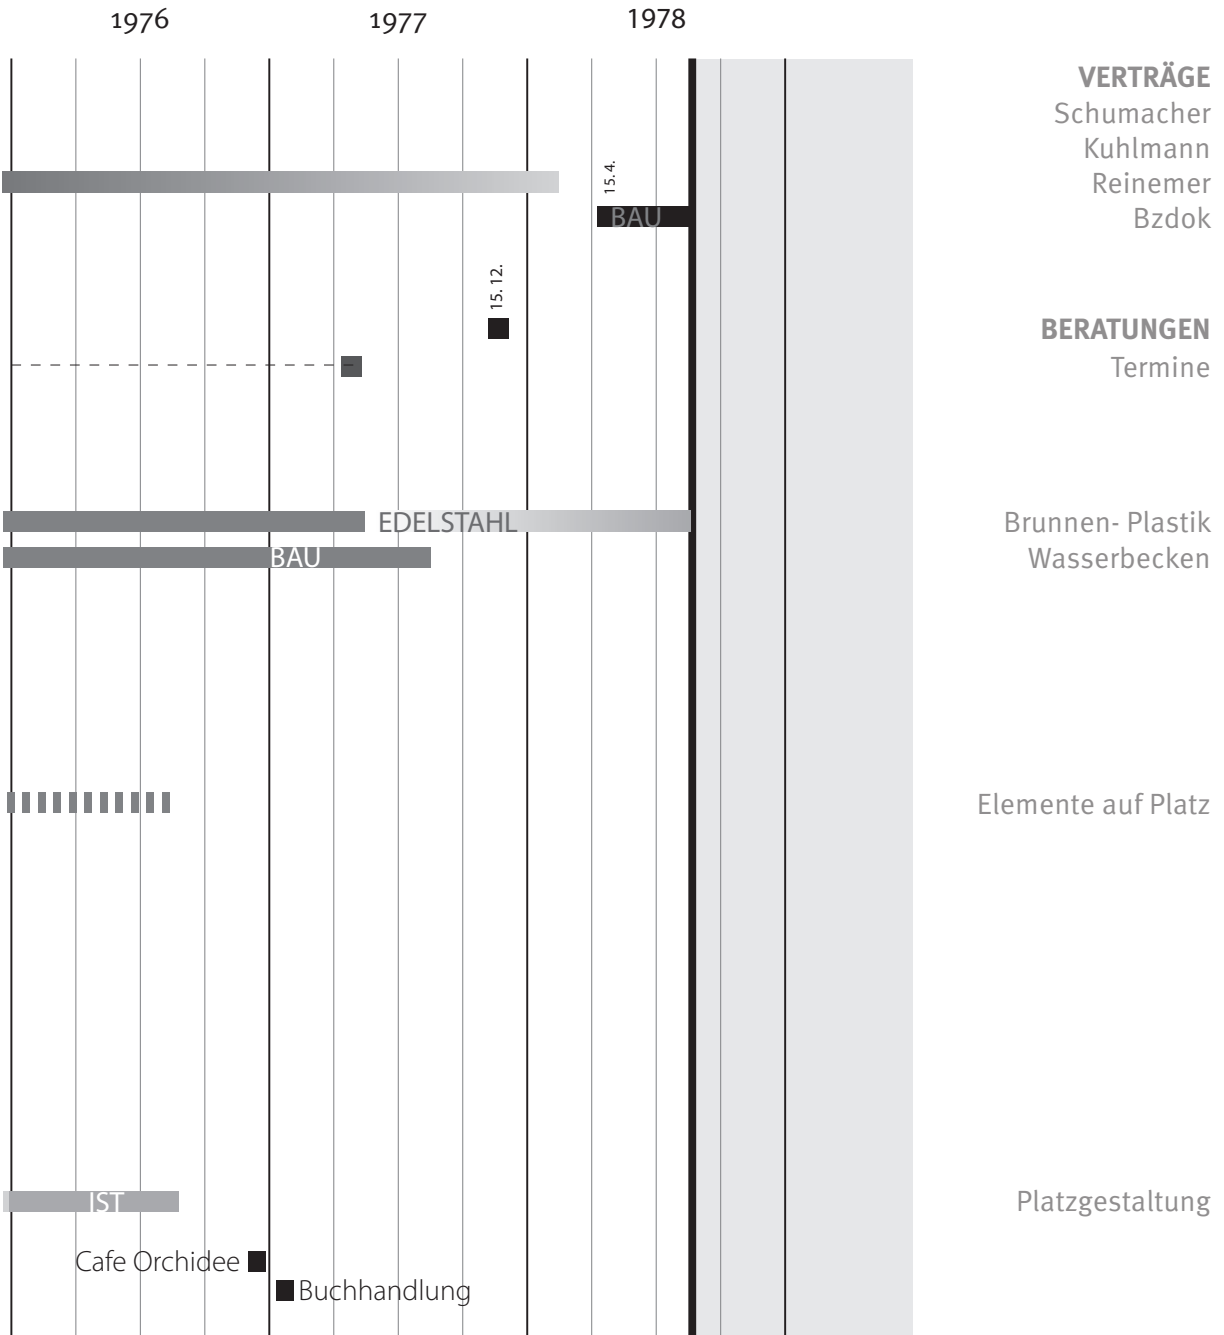 1976 1977 1978
VERTRÄGE
Schumacher
Kuhlmann
15. 4.
Reinemer
BAU
Bzdok
15. 12.
BERATUNGEN
Termine
EDELSTAHL
Brunnen- Plastik
BAU
Wasserbecken
Elemente auf Platz
IST
Platzgestaltung
Cafe Orchidee
Buchhandlung